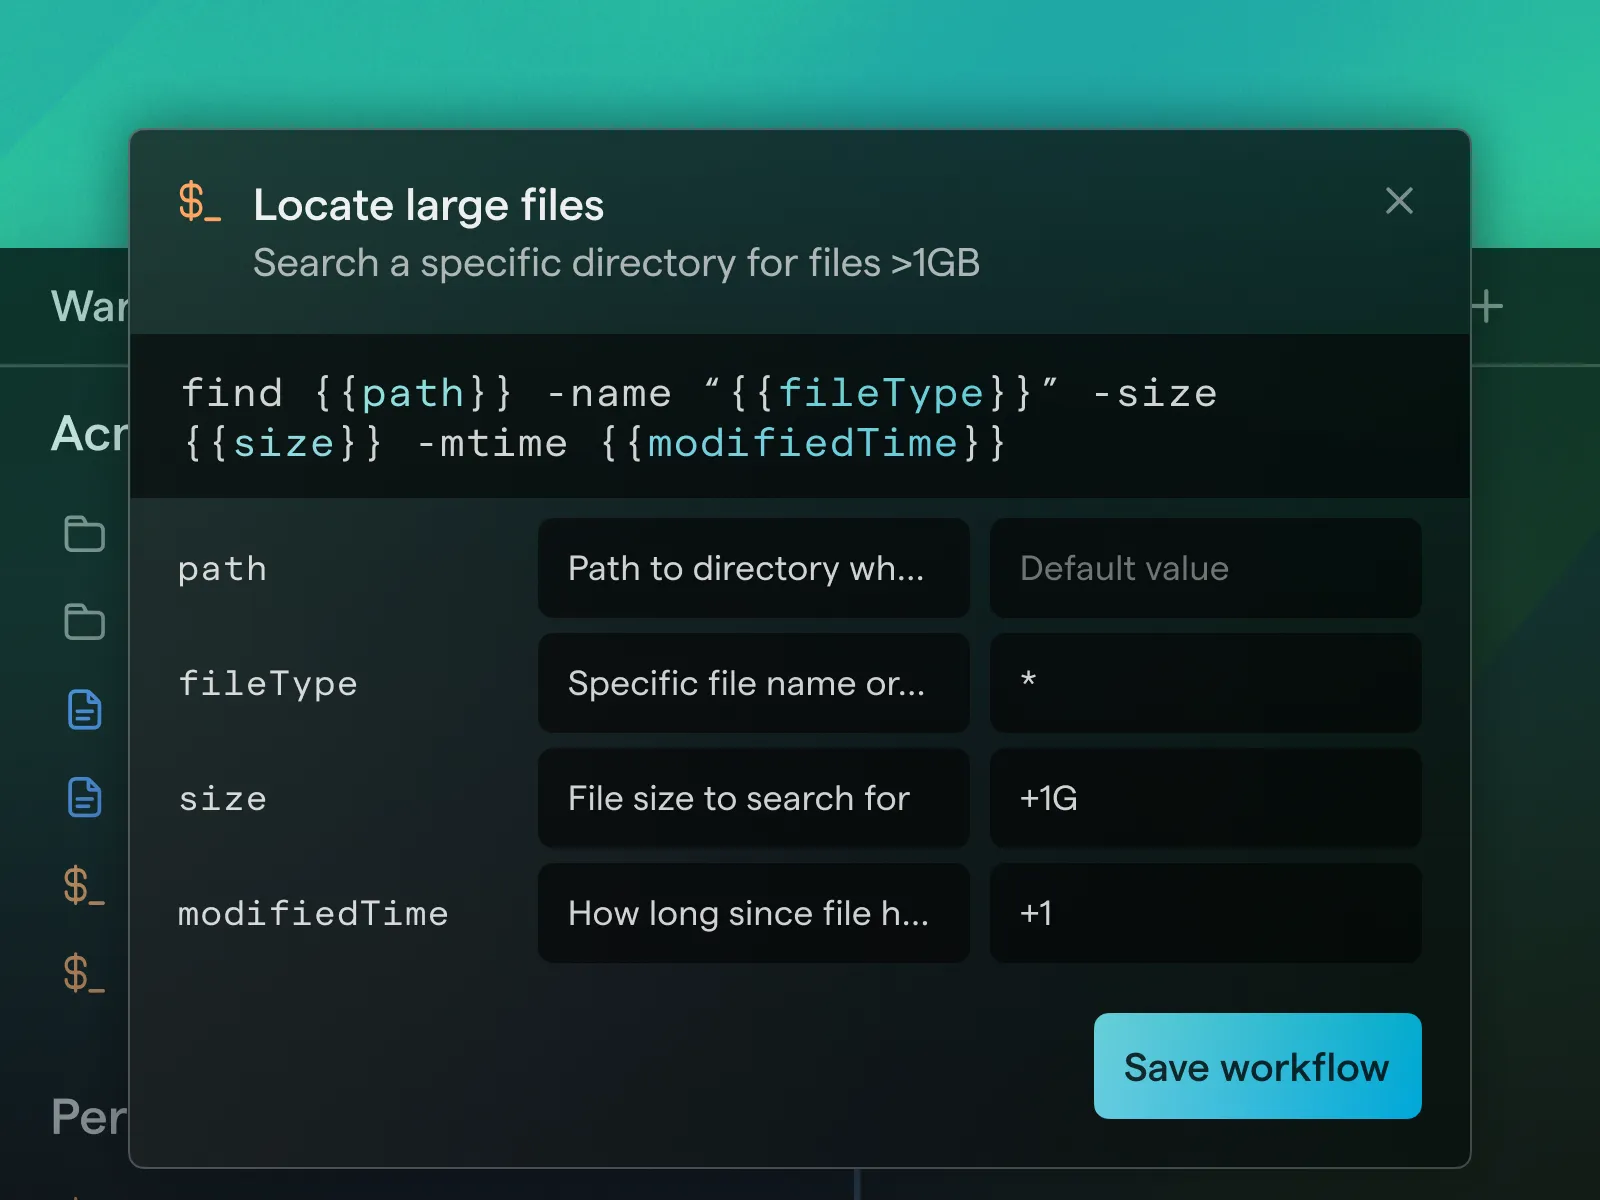 $_ Locate large files
Search a specific directory for files >1GB
War
+
find {{path}} -name “{{fileType}}” -size
{{size}} -mtime {{modifiedTime}}
Acr
path Path to directory wh... Default value
fileType Specific file name or... *
size File size to search for +1G
$_
modifiedTime How long since file h... +1
$_
Save workflow
Per